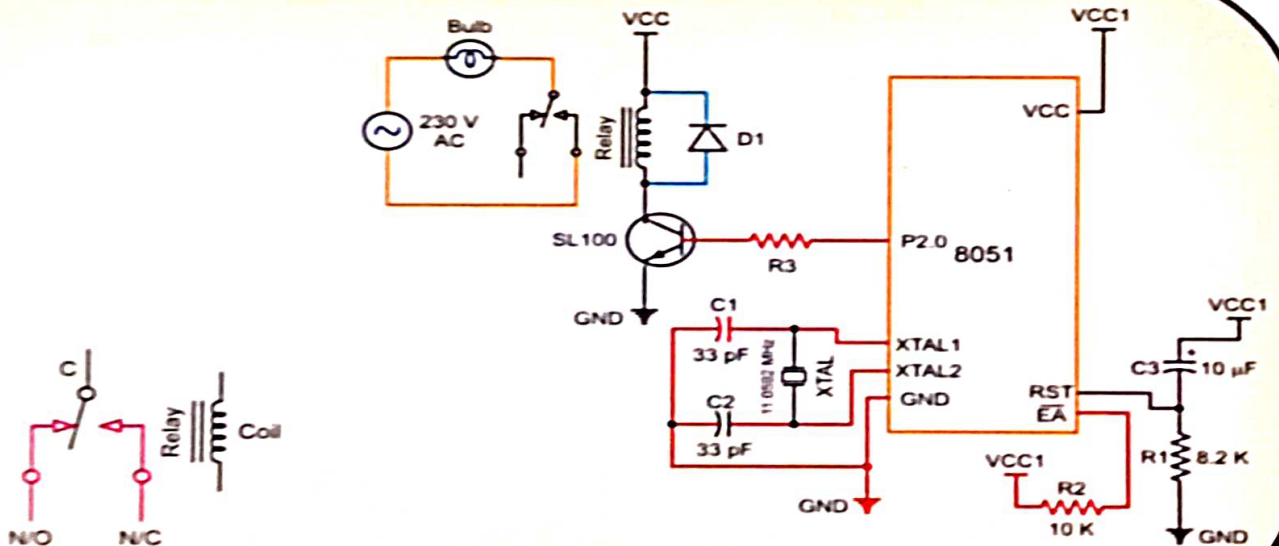 VCC
VCC1
Bulb
VCC
230 V
AC
Relay
D1
SL100
P2.0
8051
R3
GND
C1
33 pF
XTAL1
XTAL2
GND
11.0592 MHz
XTAL
C2
33 pF
GND
RST
EA
VCC1
C3
10 µF
R1
8.2 K
VCC1
R2
10 K
GND
C
Relay
Coil
N/O
N/C